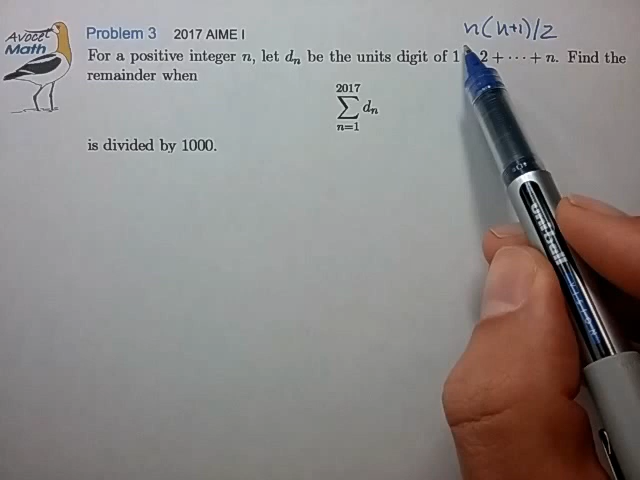 Avocet
Math
Problem 3 2017 AIME I
n(n+1)/2
For a positive integer n, let dₙ be the units digit of 1 2 + ⋯ + n. Find the
remainder when
2017
∑ dₙ
n=1
is divided by 1000.
uni-ball
VISION